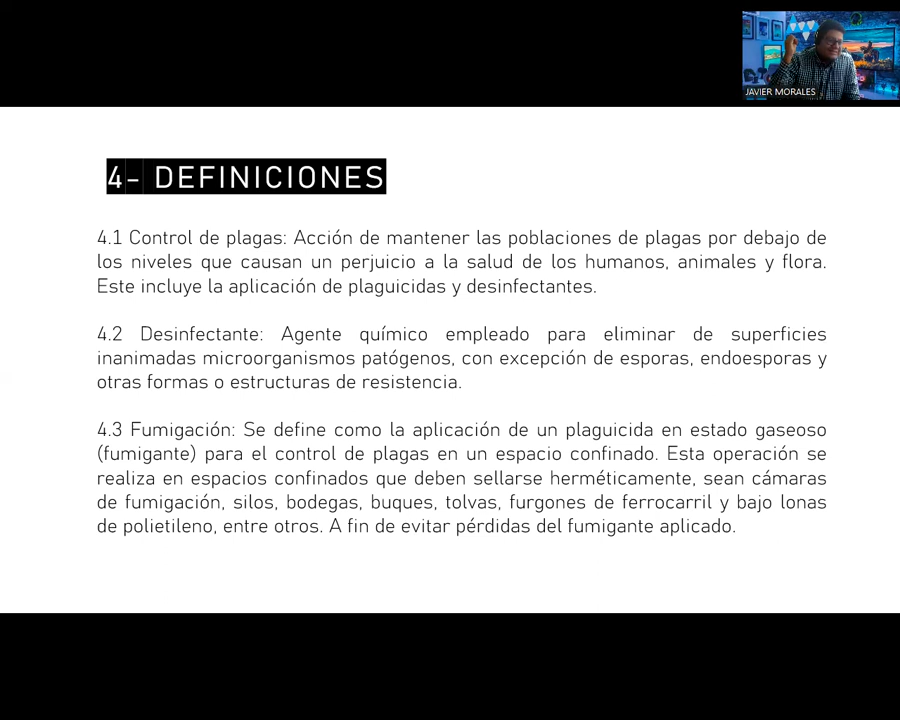 JAVIER MORALES
4- DEFINICIONES
4.1 Control de plagas: Acción de mantener las poblaciones de plagas por debajo de
los niveles que causan un perjuicio a la salud de los humanos, animales y flora.
Este incluye la aplicación de plaguicidas y desinfectantes.
4.2 Desinfectante: Agente químico empleado para eliminar de superficies
inanimadas microorganismos patógenos, con excepción de esporas, endoesporas y
otras formas o estructuras de resistencia.
4.3 Fumigación: Se define como la aplicación de un plaguicida en estado gaseoso
(fumigante) para el control de plagas en un espacio confinado. Esta operación se
realiza en espacios confinados que deben sellarse herméticamente, sean cámaras
de fumigación, silos, bodegas, buques, tolvas, furgones de ferrocarril y bajo lonas
de polietileno, entre otros. A fin de evitar pérdidas del fumigante aplicado.